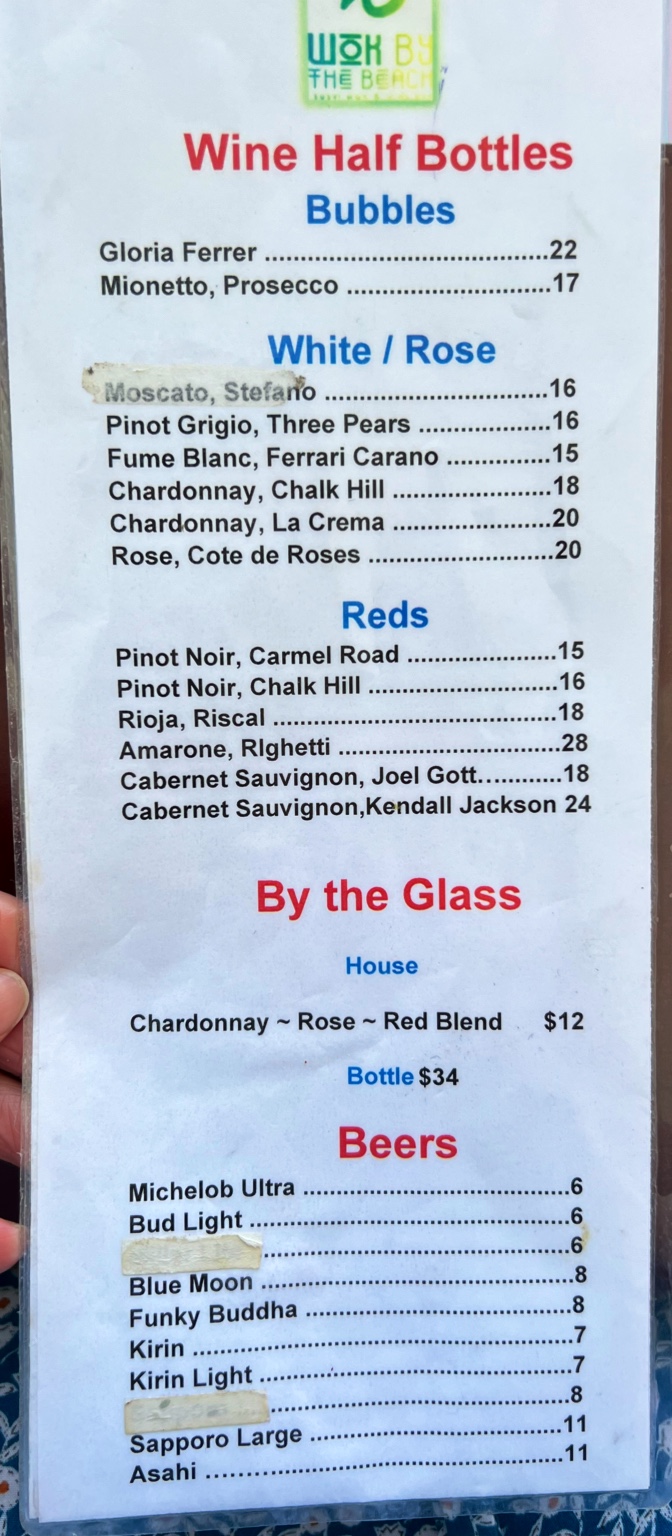 WOK BY
THE BEACH
Wine Half Bottles
Bubbles
Gloria Ferrer ........................................22
Mionetto, Prosecco .............................17
White / Rose
Moscato, Stefano ................................16
Pinot Grigio, Three Pears ...................16
Fume Blanc, Ferrari Carano ...............15
Chardonnay, Chalk Hill .......................18
Chardonnay, La Crema .......................20
Rose, Cote de Roses ..........................20
Reds
Pinot Noir, Carmel Road .....................15
Pinot Noir, Chalk Hill ...........................16
Rioja, Riscal ........................................18
Amarone, RIghetti ...............................28
Cabernet Sauvignon, Joel Gott............18
Cabernet Sauvignon,Kendall Jackson 24
By the Glass
House
Chardonnay ~ Rose ~ Red Blend $12
Bottle $34
Beers
Michelob Ultra ......................................6
Bud Light ..............................................6
............................................6
Blue Moon .............................................8
Funky Buddha ......................................8
Kirin ......................................................7
Kirin Light .............................................7
...........................................8
Sapporo Large ....................................11
Asahi ...................................................11